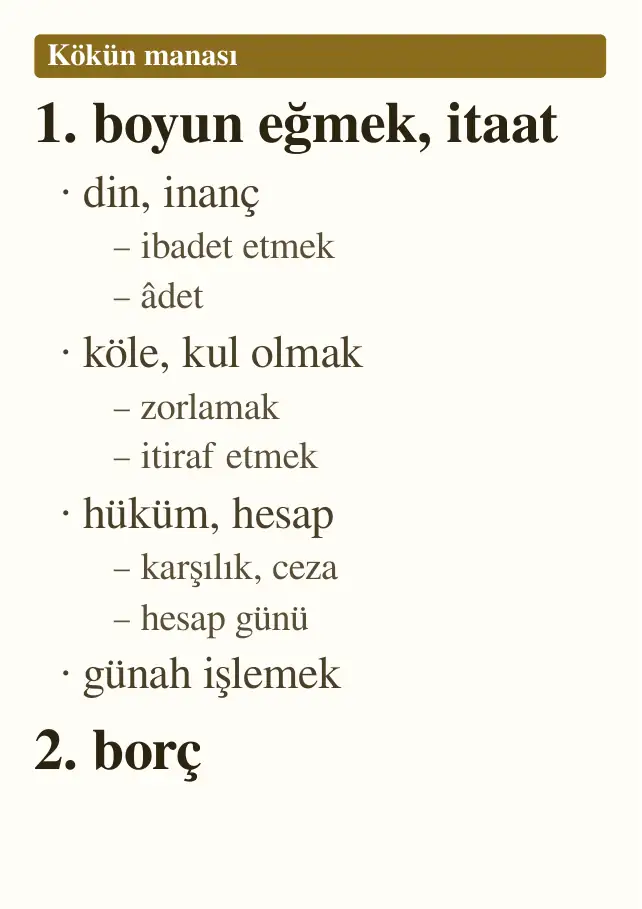 Kökün manası
1. boyun eğmek, itaat
· din, inanç
– ibadet etmek
– âdet
· köle, kul olmak
– zorlamak
– itiraf etmek
· hüküm, hesap
– karşılık, ceza
– hesap günü
· günah işlemek
2. borç